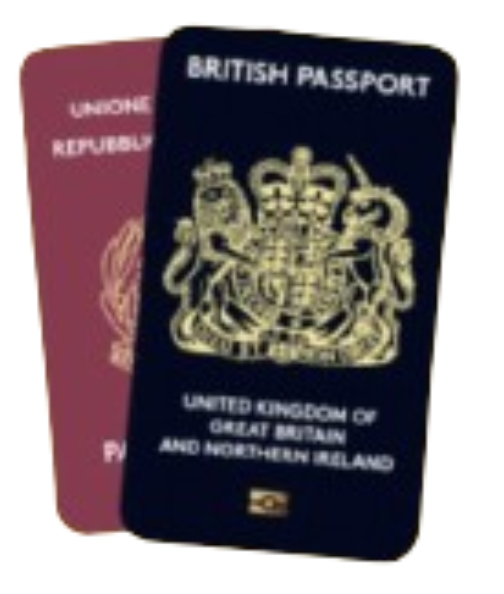 UNIONE
REPUBBLI
PA
BRITISH PASSPORT
UNITED KINGDOM OF
GREAT BRITAIN
AND NORTHERN IRELAND